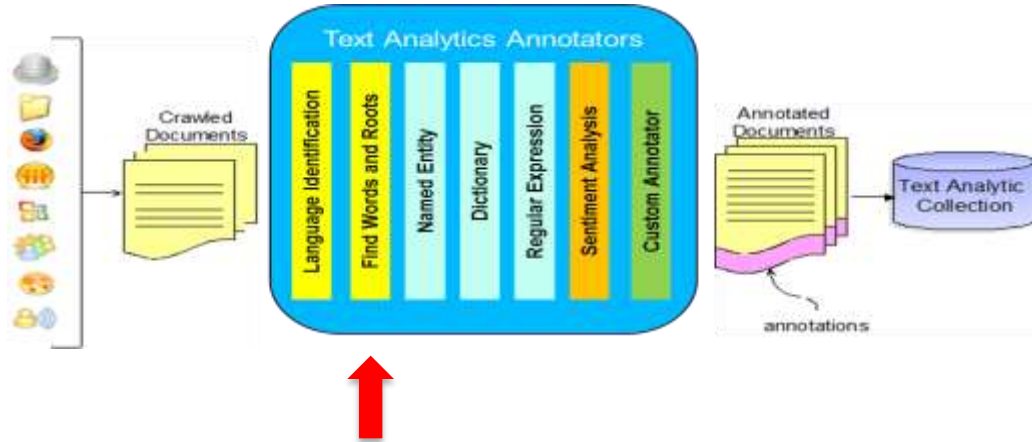 Text Analytics Annotators
Crawled
Documents
Language Identification
Find Words and Roots
Named Entity
Dictionary
Regular Expression
Sentiment Analysis
Custom Annotator
Annotated
Documents
Text Analytic
Collection
annotations